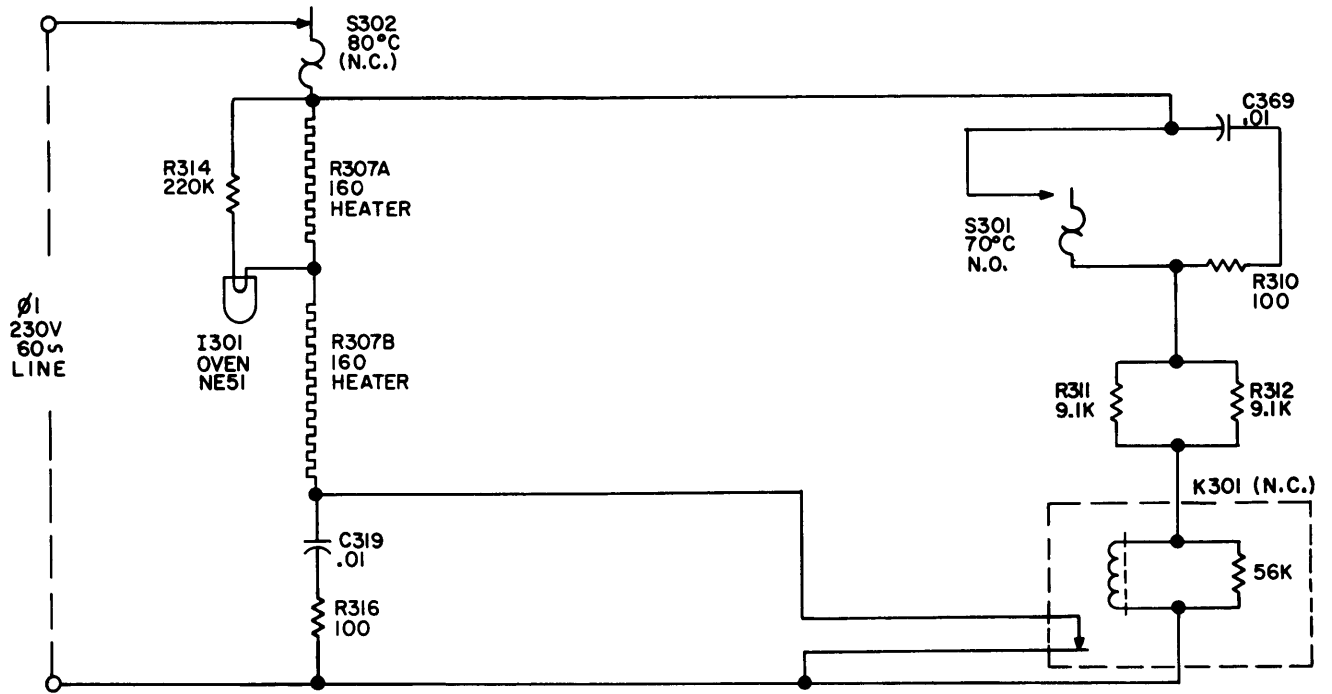 S302
80°C
(N.C.)
C369
.01
R314
220K
R307A
160
HEATER
S301
70°C
N.O.
R310
100
Ø1
230V
60∽
LINE
I301
OVEN
NE51
R307B
160
HEATER
R311
9.1K
R312
9.1K
K301 (N.C.)
C319
.01
56K
R316
100